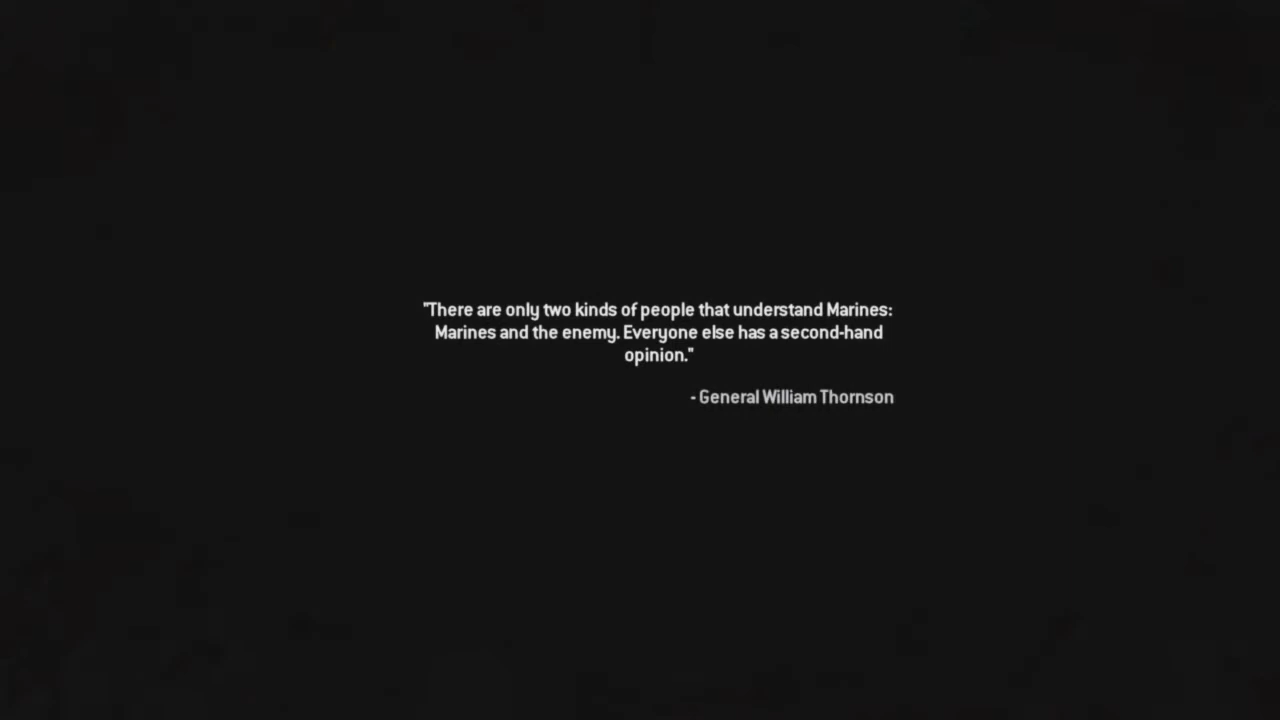 "There are only two kinds of people that understand Marines:
Marines and the enemy. Everyone else has a second-hand
opinion."
- General William Thornson